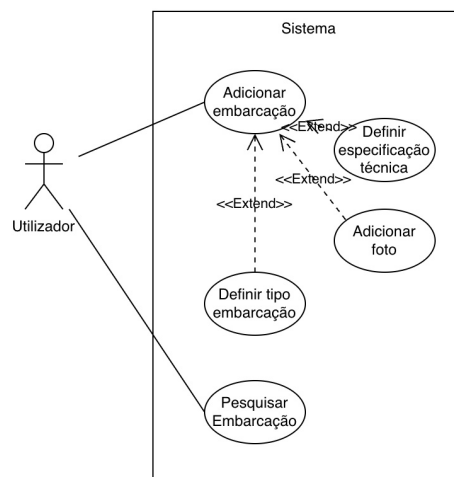 Sistema
Adicionar
embarcação
<<Extend>>
Definir
especificação
técnica
<<Extend>>
<<Extend>>
Utilizador
Adicionar
foto
Definir tipo
embarcação
Pesquisar
Embarcação